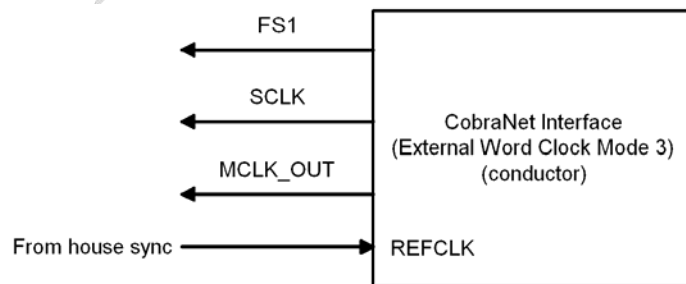 FS1
SCLK
MCLK_OUT
CobraNet Interface
(External Word Clock Mode 3)
(conductor)
From house sync
REFCLK